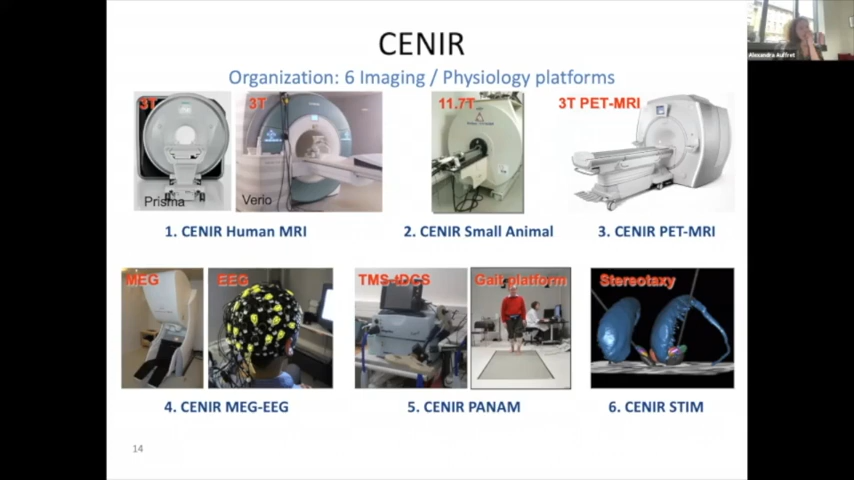 CENIR
Organization: 6 Imaging / Physiology platforms
3T
3T
11.7T
3T PET-MRI
Prisma
Verio
1. CENIR Human MRI
2. CENIR Small Animal
3. CENIR PET-MRI
MEG
EEG
TMS-tDCS
Gait platform
Stereotaxy
4. CENIR MEG-EEG
5. CENIR PANAM
6. CENIR STIM
14
Alexandra Auffret